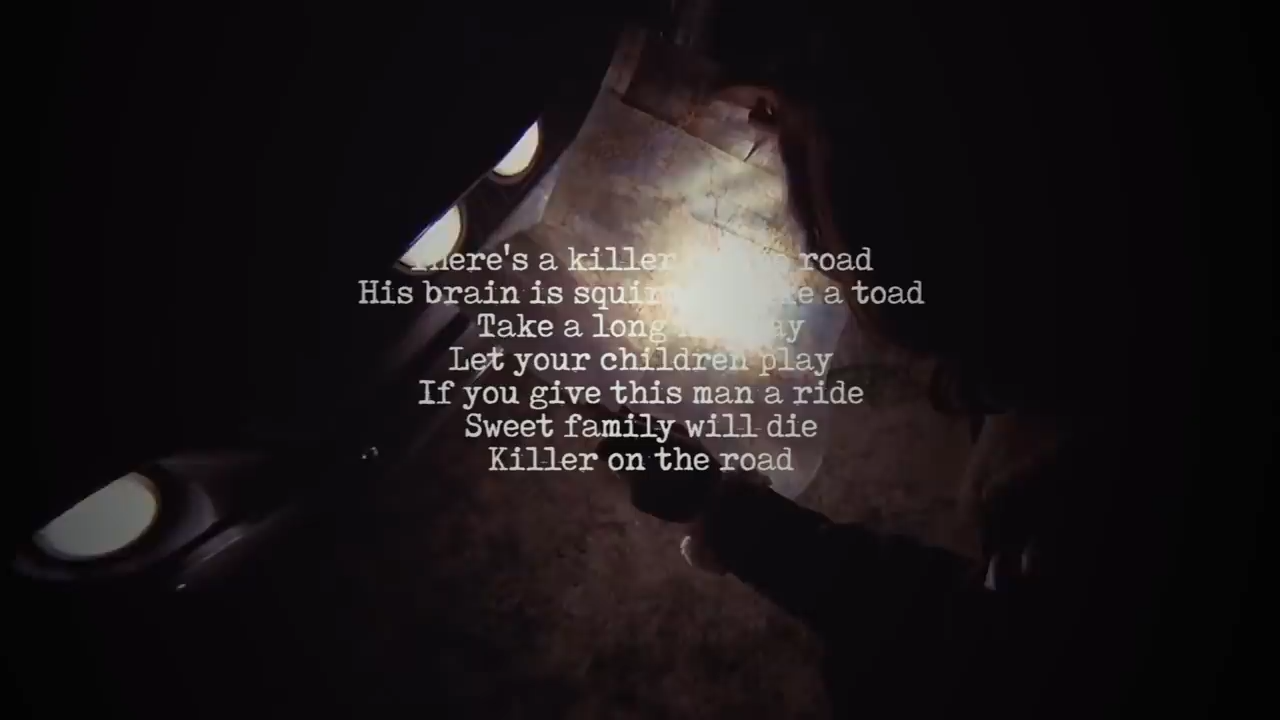 There's a killer road
His brain is a toad
Take a long
Let your children play
If you give this man a ride
Sweet family will die
Killer on the road